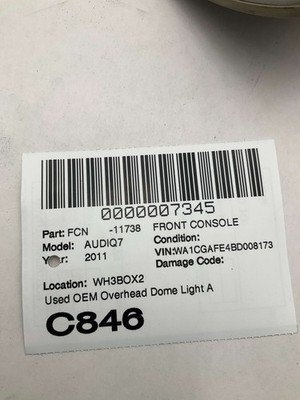 0000007345
Part: FCN -11738 FRONT CONSOLE
Model: AUDIQ7 Condition:
Year: 2011 VIN:WA1CGAFE4BD008173
Damage Code:
Location: WH3BOX2
Used OEM Overhead Dome Light A
C846